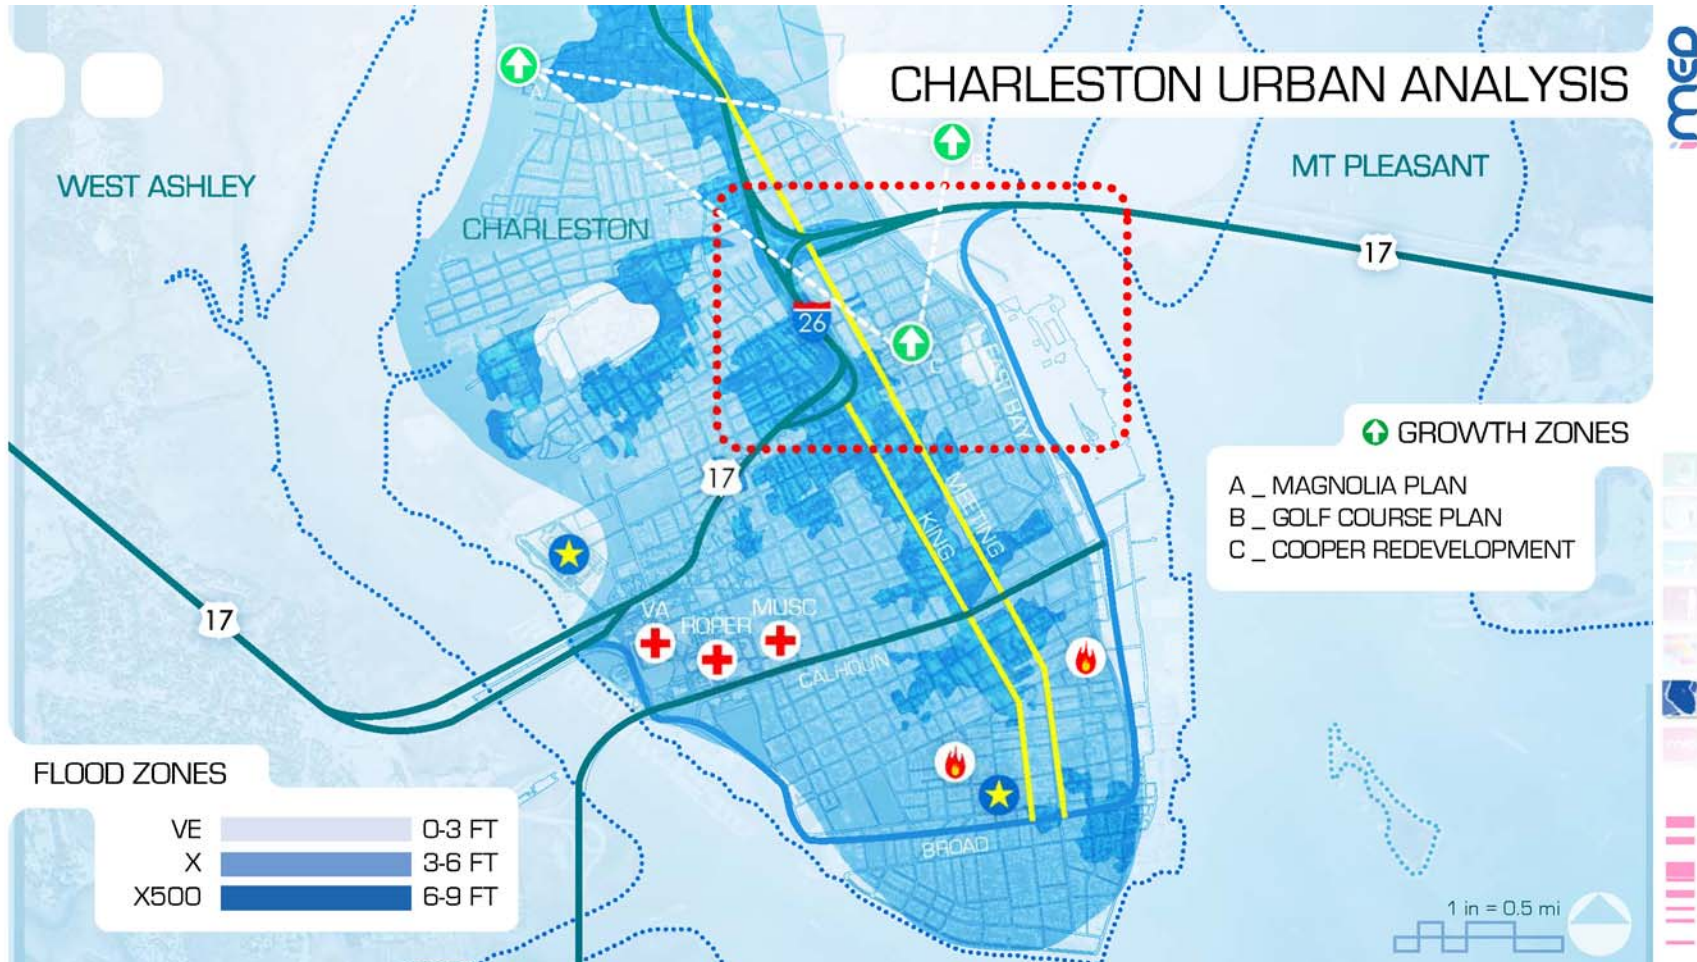 CHARLESTON URBAN ANALYSIS
med
WEST ASHLEY
MT PLEASANT
CHARLESTON
A
B
C
17
26
EAST BAY
17
17
MEETING
KING
CALHOUN
BROAD
VA
ROPER
MUSC
GROWTH ZONES
A _ MAGNOLIA PLAN
B _ GOLF COURSE PLAN
C _ COOPER REDEVELOPMENT
FLOOD ZONES
VE 0-3 FT
X 3-6 FT
X500 6-9 FT
1 in = 0.5 mi